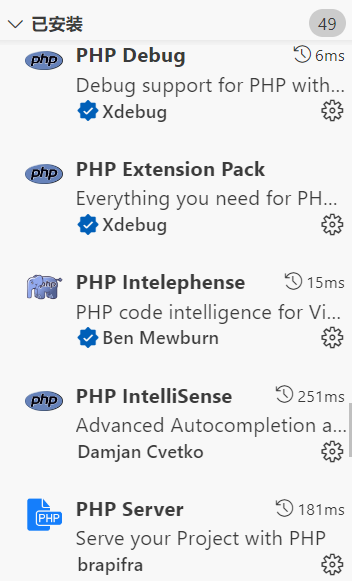 已安装 49
PHP Debug 6ms
Debug support for PHP with...
Xdebug
php
PHP Extension Pack
Everything you need for PH...
Xdebug
php
PHP Intelephense 15ms
PHP code intelligence for Vi...
Ben Mewburn
php
PHP IntelliSense 251ms
Advanced Autocompletion a...
Damjan Cvetko
php
PHP Server 181ms
Serve your Project with PHP
brapifra
PHP